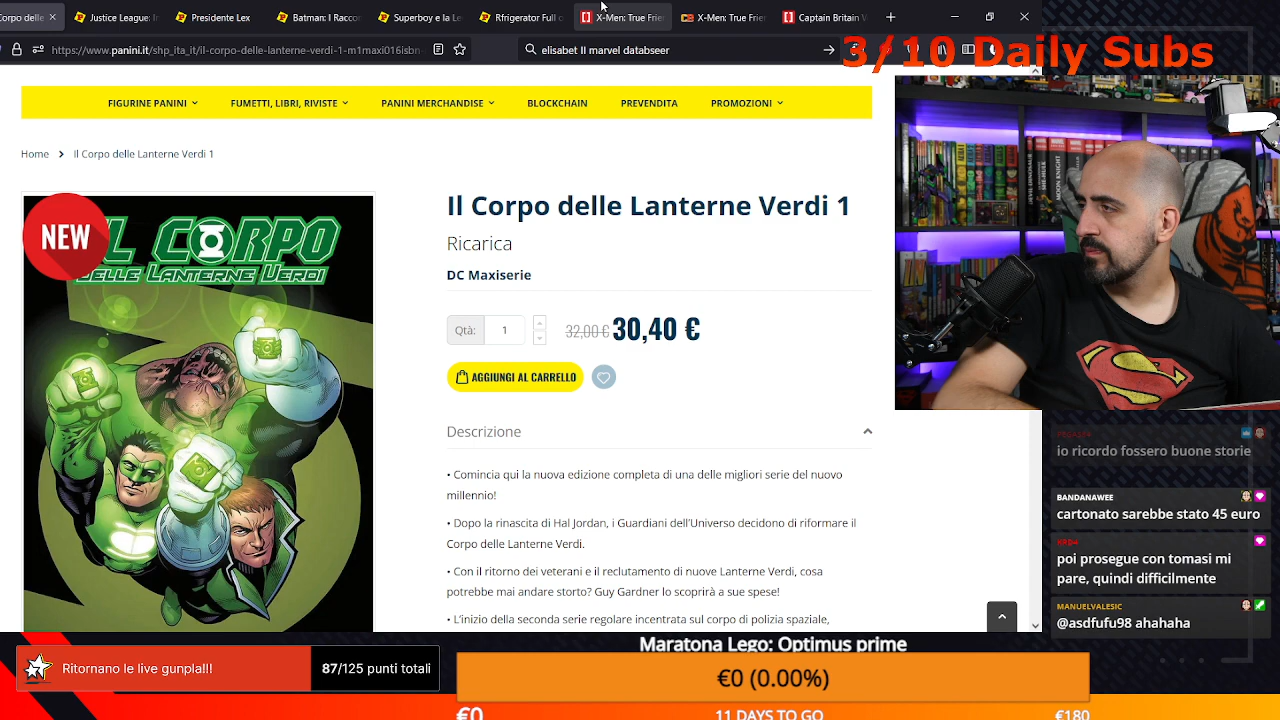 Corpo delle
Justice League: In
Presidente Lex
Batman: I Raccon
Superboy e la Le
Rfrigerator Full o
X-Men: True Frie
X-Men: True Frie
Captain Britain V
https://www.panini.it/shp_ita_it/il-corpo-delle-lanterne-verdi-1-m1maxi016isbn
elisabet II marvel databseer
3/10 Daily Subs
FIGURINE PANINI
FUMETTI, LIBRI, RIVISTE
PANINI MERCHANDISE
BLOCKCHAIN
PREVENDITA
PROMOZIONI
Home > Il Corpo delle Lanterne Verdi 1
NEW
IL CORPO
DELLE LANTERNE VERDI
Il Corpo delle Lanterne Verdi 1
Ricarica
DC Maxiserie
Qtà: 1 32,00 € 30,40 €
AGGIUNGI AL CARRELLO
Descrizione
• Comincia qui la nuova edizione completa di una delle migliori serie del nuovo
millennio!
• Dopo la rinascita di Hal Jordan, i Guardiani dell'Universo decidono di riformare il
Corpo delle Lanterne Verdi.
• Con il ritorno dei veterani e il reclutamento di nuove Lanterne Verdi, cosa
potrebbe mai andare storto? Guy Gardner lo scoprirà a sue spese!
• L'inizio della seconda serie regolare incentrata sul corpo di polizia spaziale,
SHE-HULK
MOON KNIGHT
io ricordo fossero buone storie
BANDANAWEE
cartonato sarebbe stato 45 euro
poi prosegue con tomasi mi
pare, quindi difficilmente
MANUELVALESIC
@asdfufu98 ahahaha
Ritornano le live gunpla!!!
87/125 punti totali
Maratona Lego: Optimus prime
€0 (0.00%)
€0
11 DAYS TO GO
€180